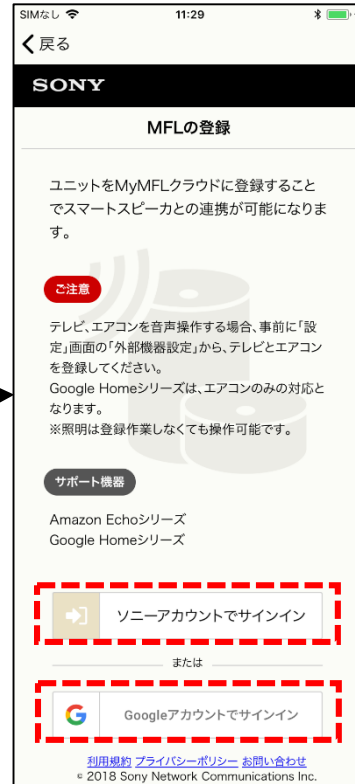 SIMなし 11:29
戻る
SONY
MFLの登録
ユニットをMyMFLクラウドに登録すること
でスマートスピーカとの連携が可能になりま
す。
ご注意
テレビ、エアコンを音声操作する場合、事前に「設
定」画面の「外部機器設定」から、テレビとエアコン
を登録してください。
Google Homeシリーズは、エアコンのみの対応と
なります。
※照明は登録作業しなくても操作可能です。
サポート機器
Amazon Echoシリーズ
Google Homeシリーズ
ソニーアカウントでサインイン
または
Googleアカウントでサインイン
利用規約 プライバシーポリシー お問い合わせ
© 2018 Sony Network Communications Inc.